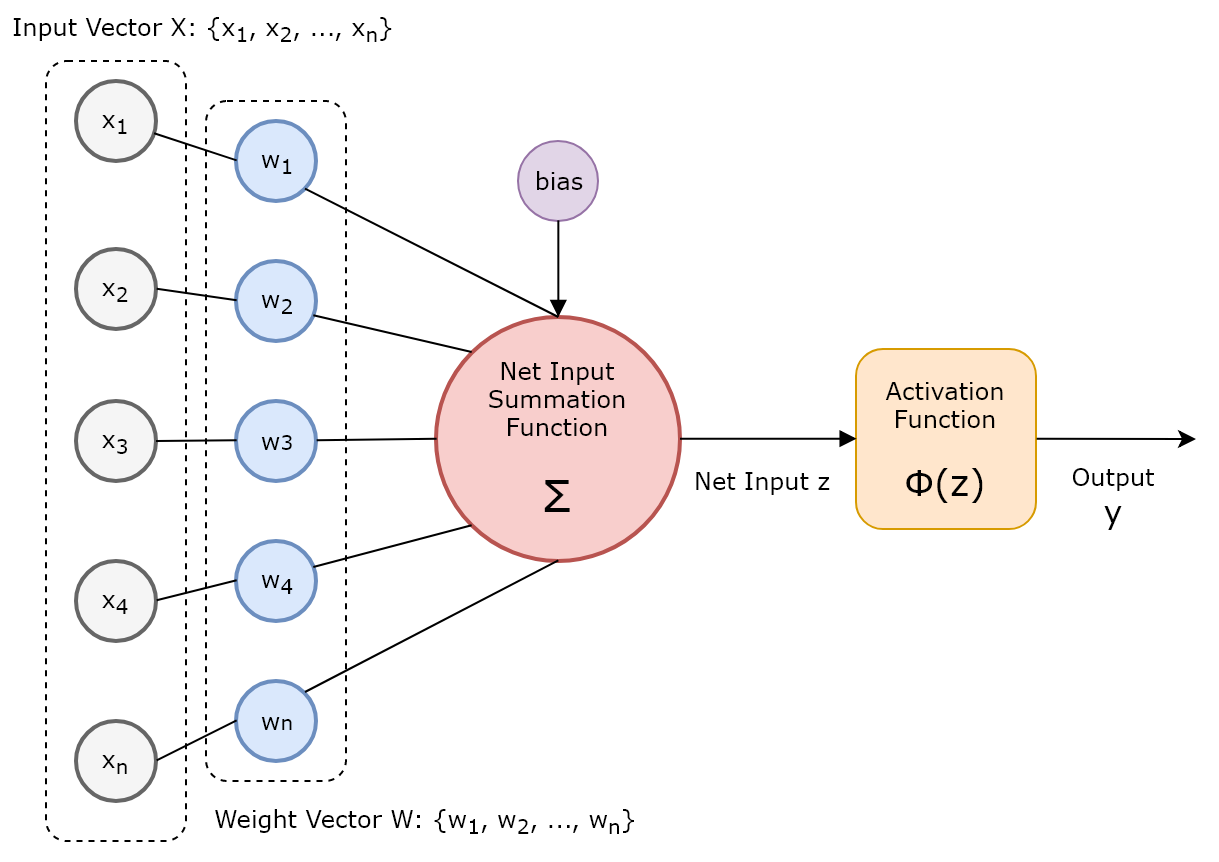 Input Vector X: {x₁, x₂, ..., xₙ}
x₁
w₁
bias
x₂
w₂
Net Input
Summation
Function
Σ
x₃
w3
Net Input z
Activation
Function
Φ(z)
Output
y
x₄
w₄
xₙ
wn
Weight Vector W: {w₁, w₂, ..., wₙ}